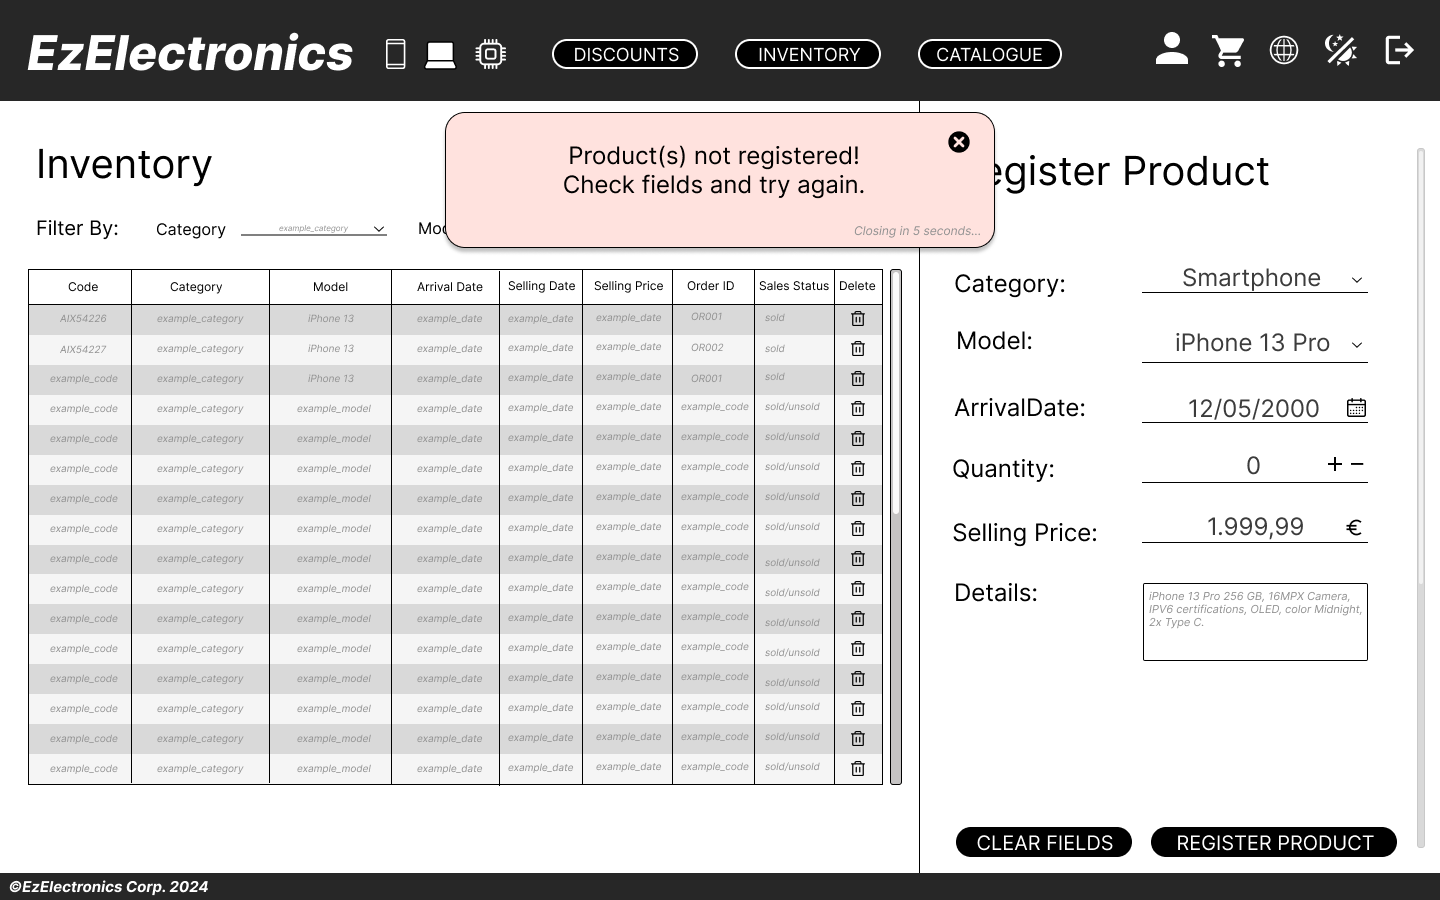 EzElectronics
DISCOUNTS
INVENTORY
CATALOGUE
Product(s) not registered!
Check fields and try again.
Closing in 5 seconds...
Inventory
Filter By: Category example_category
Code Category Model Arrival Date Selling Date Selling Price Order ID Sales Status Delete
AIX54226 example_category iPhone 13 example_date example_date example_date OR001 sold
AIX54227 example_category iPhone 13 example_date example_date example_date OR002 sold
example_code example_category iPhone 13 example_date example_date example_date OR001 sold
example_code example_category example_model example_date example_date example_date example_code sold/unsold
example_code example_category example_model example_date example_date example_date example_code sold/unsold
example_code example_category example_model example_date example_date example_date example_code sold/unsold
example_code example_category example_model example_date example_date example_date example_code sold/unsold
example_code example_category example_model example_date example_date example_date example_code sold/unsold
example_code example_category example_model example_date example_date example_date example_code sold/unsold
example_code example_category example_model example_date example_date example_date example_code sold/unsold
example_code example_category example_model example_date example_date example_date example_code sold/unsold
example_code example_category example_model example_date example_date example_date example_code sold/unsold
example_code example_category example_model example_date example_date example_date example_code sold/unsold
example_code example_category example_model example_date example_date example_date example_code sold/unsold
example_code example_category example_model example_date example_date example_date example_code sold/unsold
example_code example_category example_model example_date example_date example_date example_code sold/unsold
egister Product
Category: Smartphone
Model: iPhone 13 Pro
ArrivalDate: 12/05/2000
Quantity: 0 + −
Selling Price: 1.999,99 €
Details:
iPhone 13 Pro 256 GB, 16MPX Camera,
IPV6 certifications, OLED, color Midnight,
2x Type C.
CLEAR FIELDS
REGISTER PRODUCT
©EzElectronics Corp. 2024